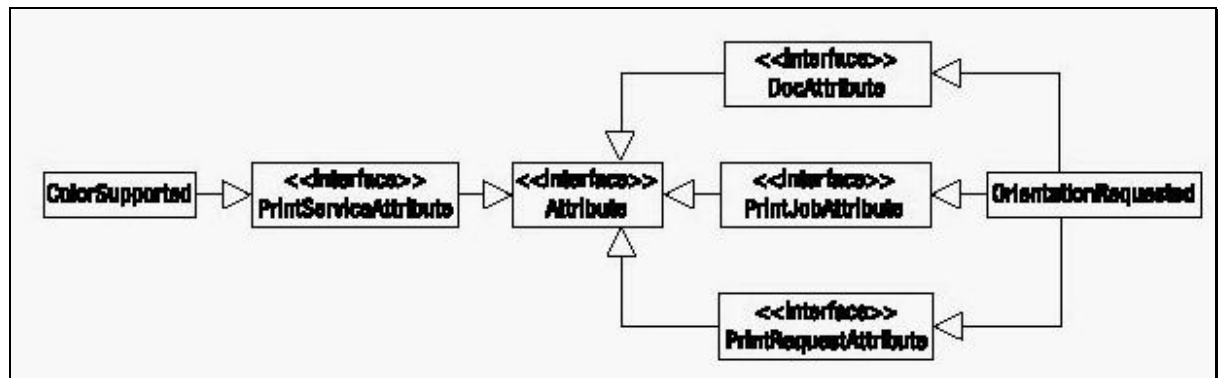 <<Interface>>
DocAttribute
ColorSupported
<<Interface>>
PrintServiceAttribute
<<Interface>>
Attribute
<<Interface>>
PrintJobAttribute
OrientationRequested
<<Interface>>
PrintRequestAttribute